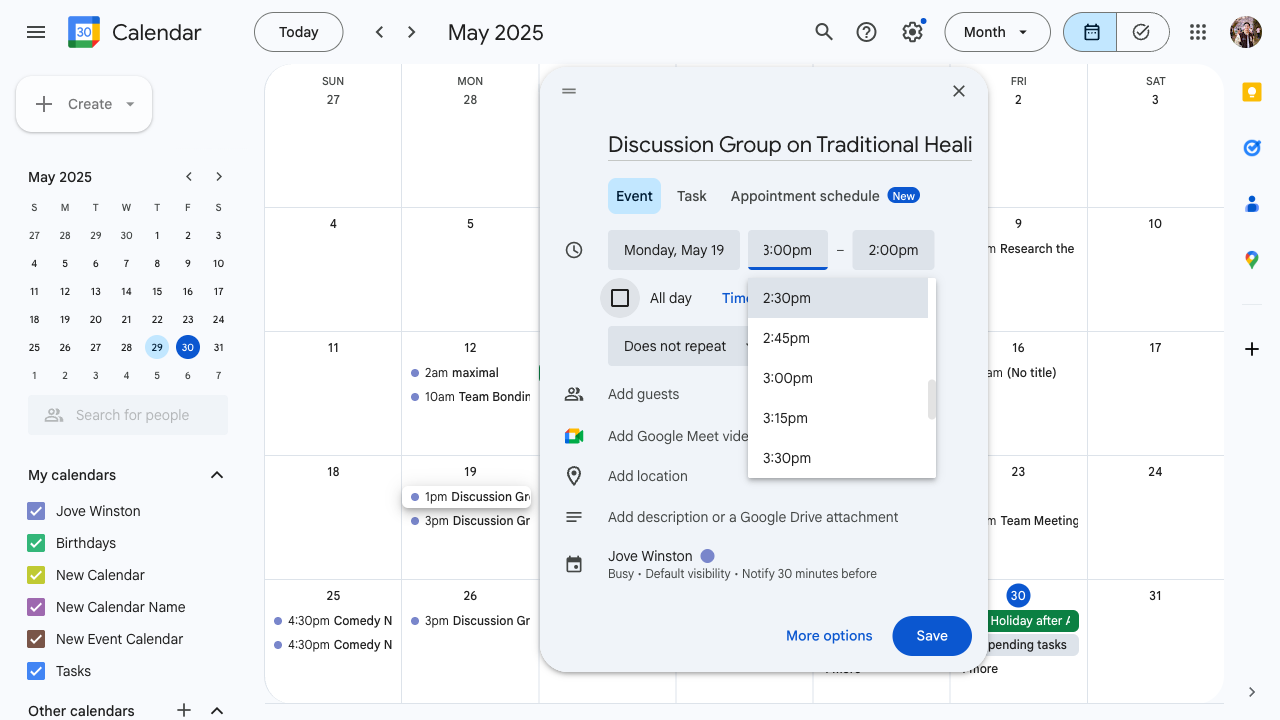 30
Calendar
Today
May 2025
Month
Create
May 2025
S M T W T F S
27 28 29 30 1 2 3
4 5 6 7 8 9 10
11 12 13 14 15 16 17
18 19 20 21 22 23 24
25 26 27 28 29 30 31
1 2 3 4 5 6 7
Search for people
My calendars
Jove Winston
Birthdays
New Calendar
New Calendar Name
New Event Calendar
Tasks
Other calendars
SUN MON FRI SAT
27 28 2 3
4 5 9 10
m Research the
11 12 16 17
2am maximal
am (No title)
10am Team Bondin
18 19 23 24
1pm Discussion Gr
3pm Discussion Gr
m Team Meeting
25 26 30 31
4:30pm Comedy N
3pm Discussion Gr
Holiday after A
4:30pm Comedy N
pending tasks
more
more
Discussion Group on Traditional Heali
Event
Task
Appointment schedule
New
Monday, May 19
3:00pm
–
2:00pm
All day
Time
Does not repeat
2:30pm
2:45pm
3:00pm
3:15pm
3:30pm
Add guests
Add Google Meet vide
Add location
Add description or a Google Drive attachment
Jove Winston
Busy • Default visibility • Notify 30 minutes before
More options
Save